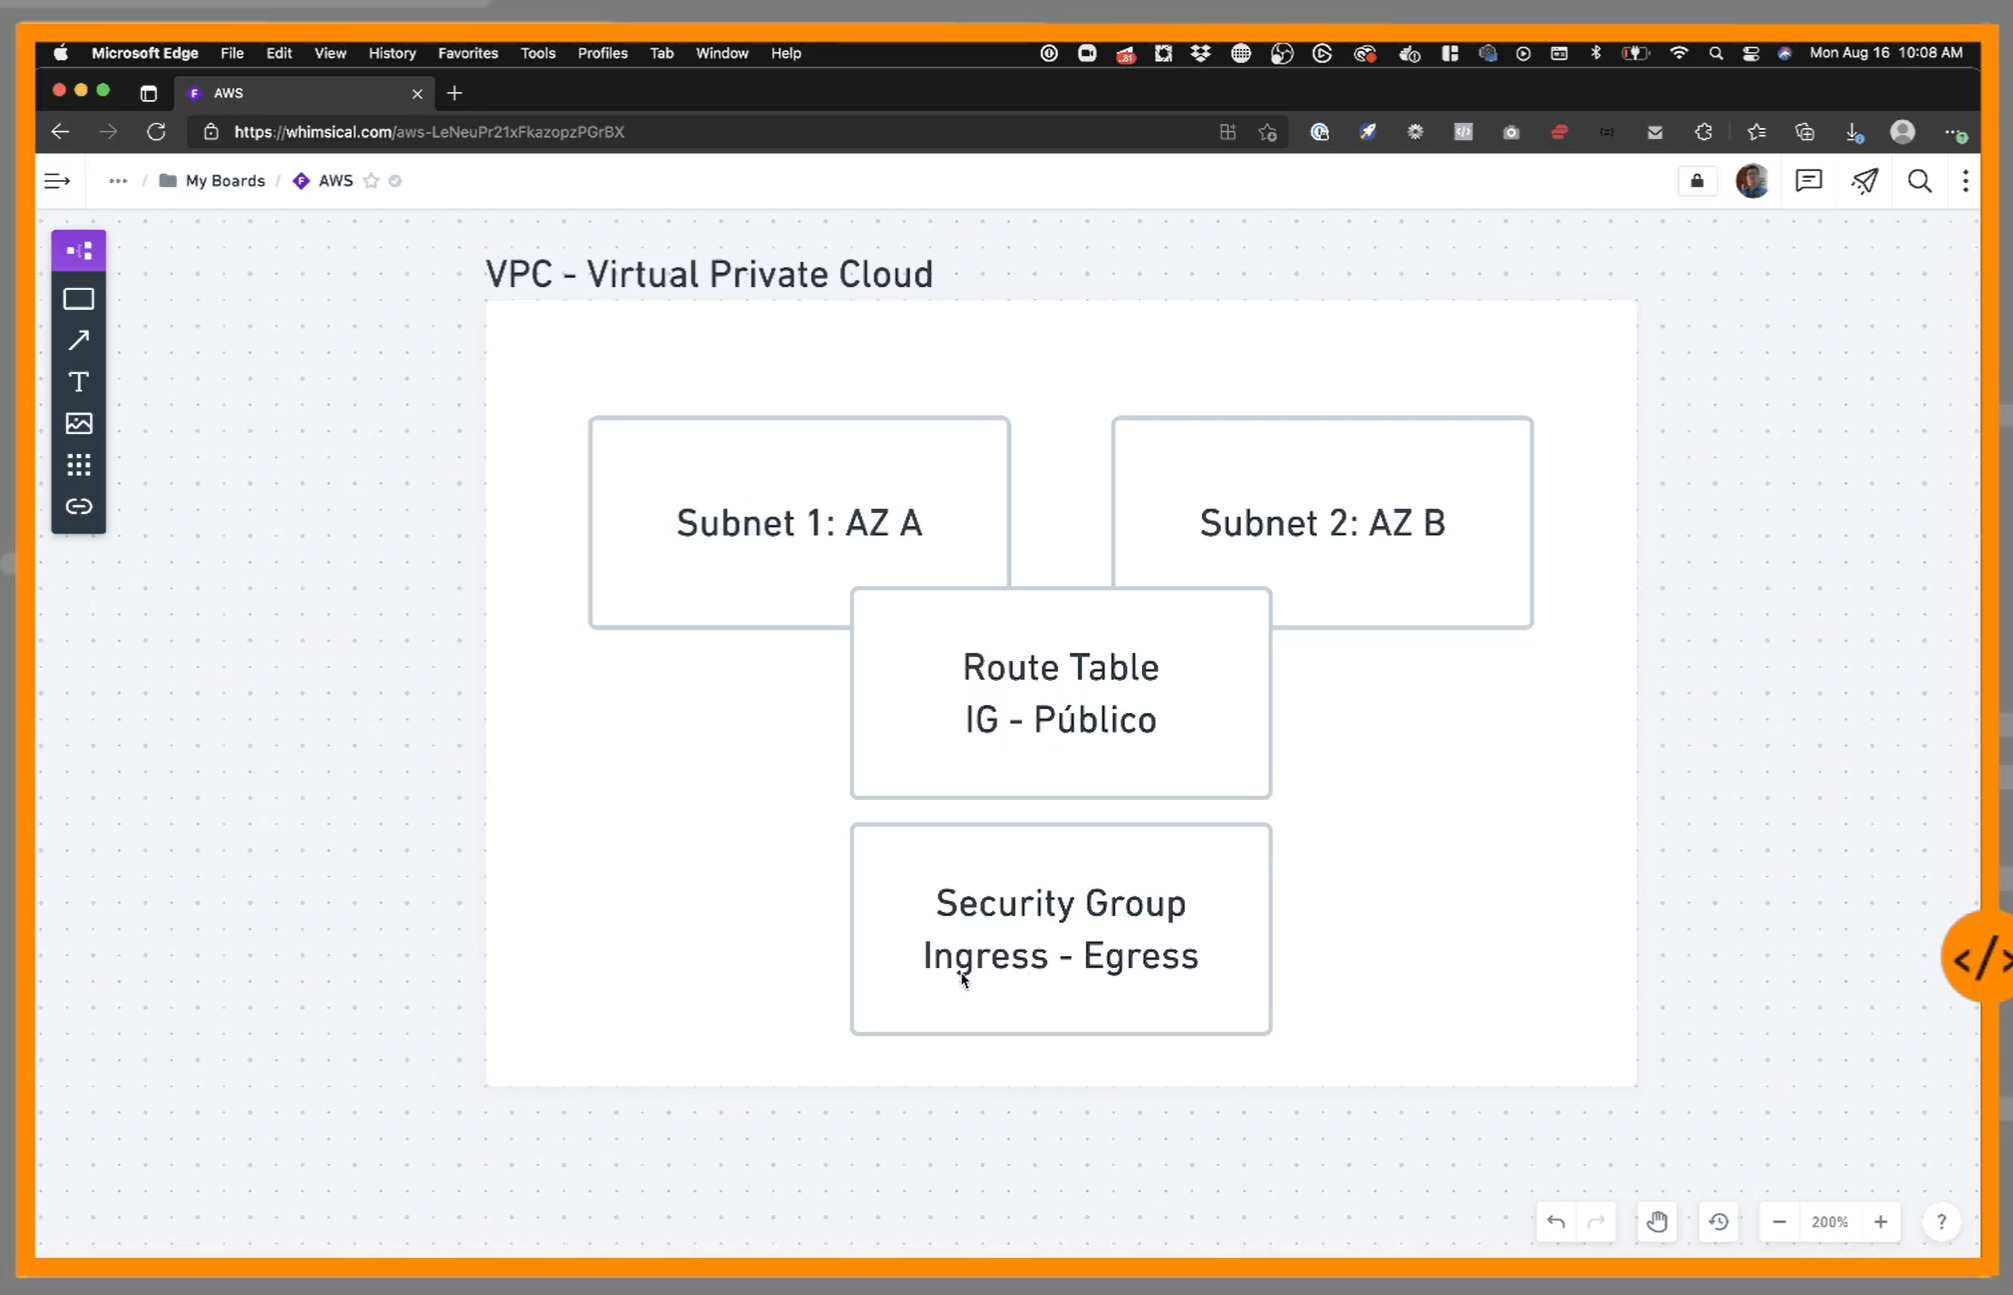 Microsoft Edge File Edit View History Favorites Tools Profiles Tab Window Help Mon Aug 16 10:08 AM
AWS
https://whimsical.com/aws-LeNeuPr21xFkazopzPGrBX
My Boards / AWS
VPC - Virtual Private Cloud
Subnet 1: AZ A
Subnet 2: AZ B
Route Table
IG - Público
Security Group
Ingress - Egress
</>
200%